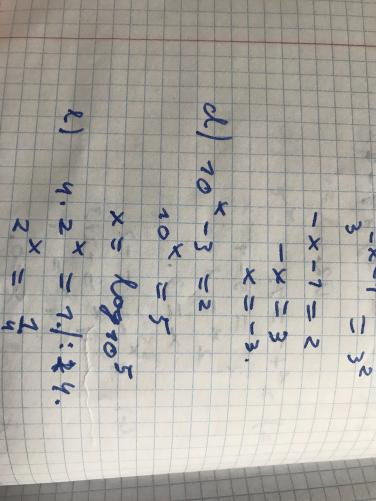 3^(-x-1) = 3^2
-x-1 = 2
-x = 3
x = -3.
d) 10^x - 3 = 2
10^x = 5
x = log_10 5
e) 4 · 2^x = 1 /: 4.
2^x = 1/4